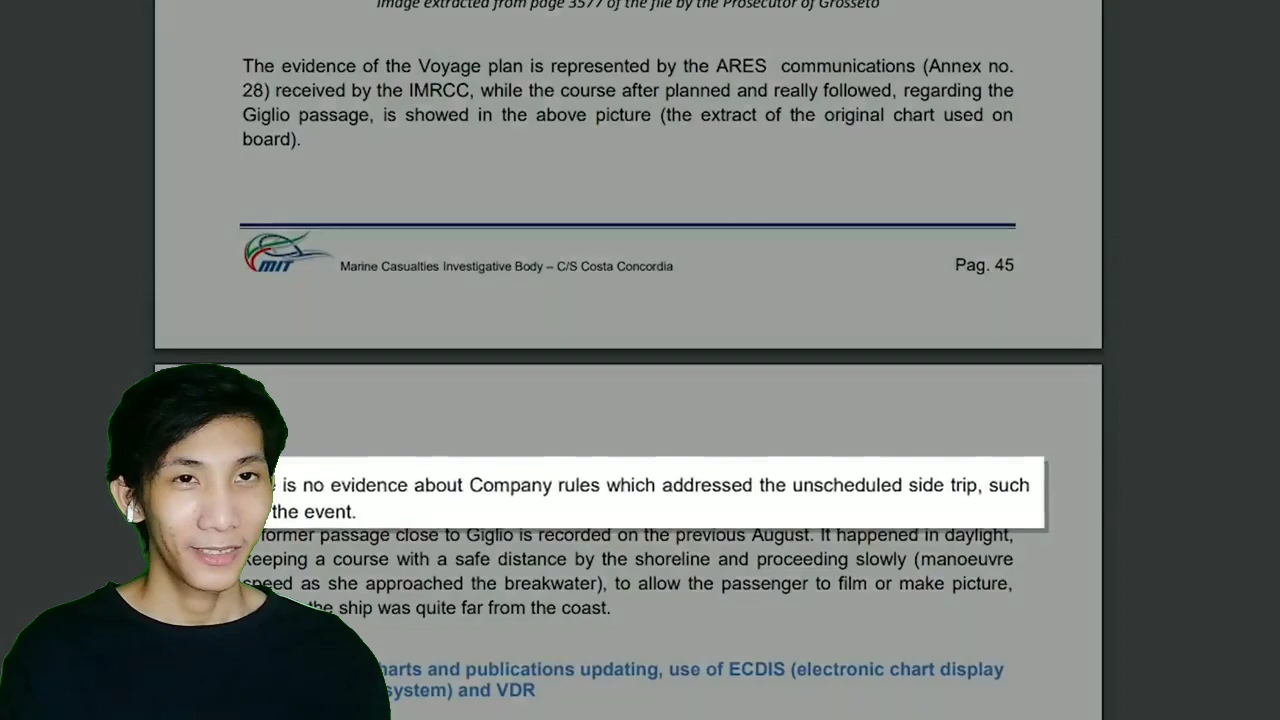 Image extracted from page 3577 of the file by the Prosecutor of Grosseto
The evidence of the Voyage plan is represented by the ARES communications (Annex no.
28) received by the IMRCC, while the course after planned and really followed, regarding the
Giglio passage, is showed in the above picture (the extract of the original chart used on
board).
MIT
Marine Casualties Investigative Body – C/S Costa Concordia
Pag. 45
is no evidence about Company rules which addressed the unscheduled side trip, such
the event.
former passage close to Giglio is recorded on the previous August. It happened in daylight,
keeping a course with a safe distance by the shoreline and proceeding slowly (manoeuvre
speed as she approached the breakwater), to allow the passenger to film or make picture,
the ship was quite far from the coast.
harts and publications updating, use of ECDIS (electronic chart display
system) and VDR